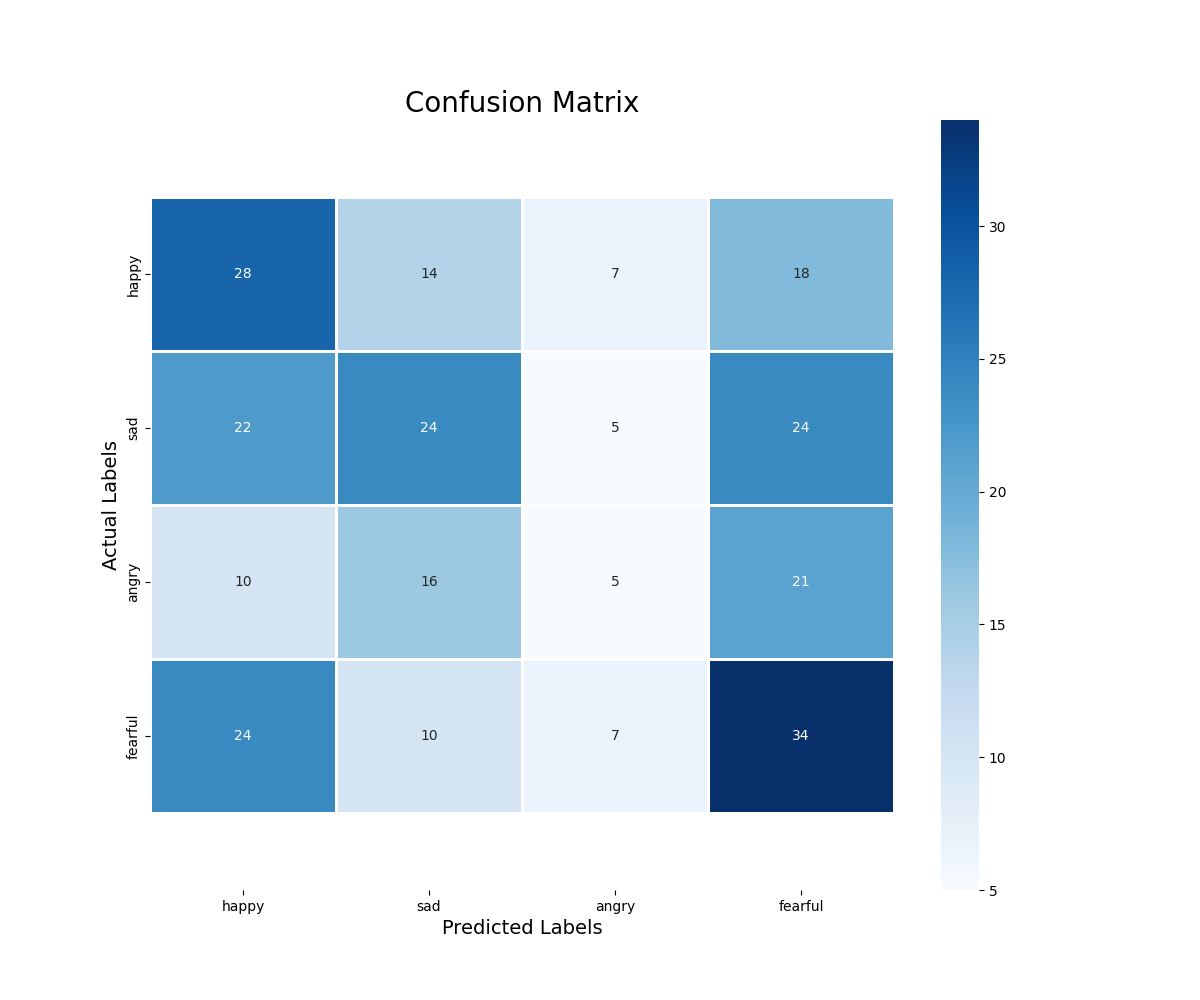 Confusion Matrix
Actual Labels
happy 28 14 7 18
sad 22 24 5 24
angry 10 16 5 21
fearful 24 10 7 34
happy sad angry fearful
Predicted Labels
30
25
20
15
10
5